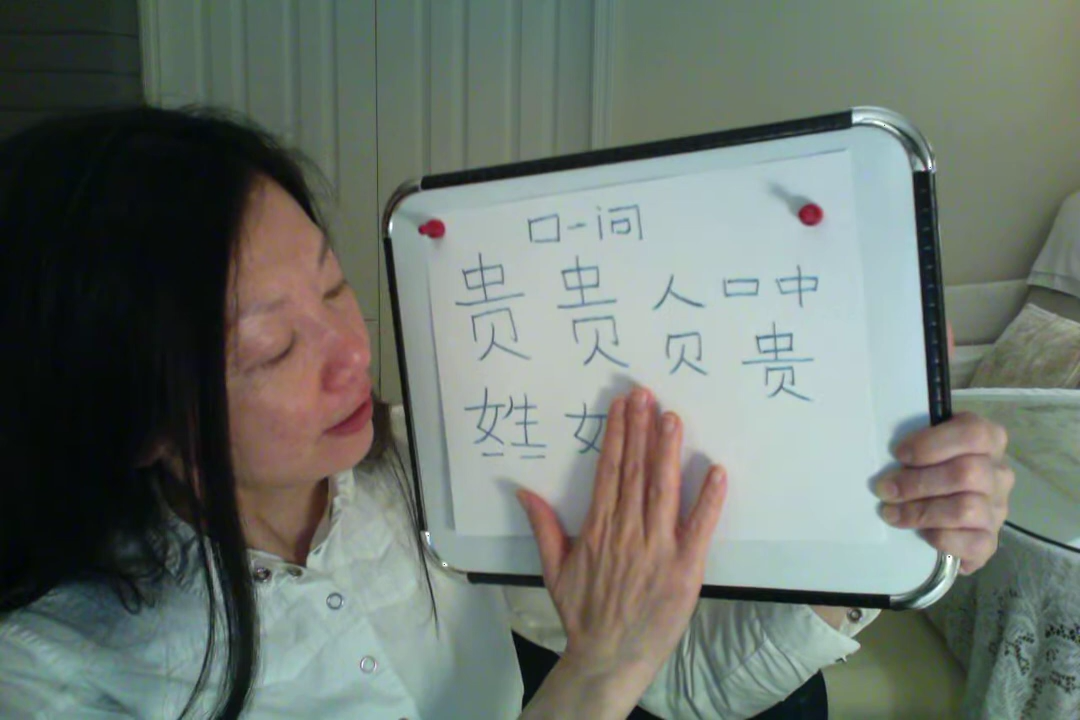 口-问
贵 贵 人 口中
贝 贵
姓